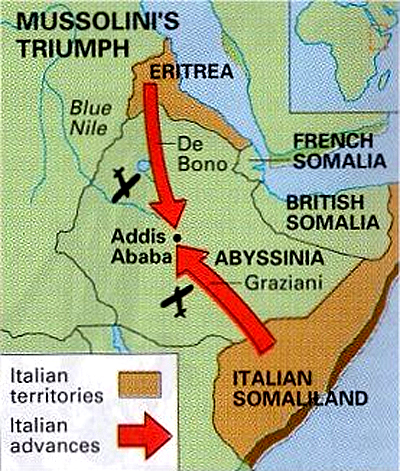 MUSSOLINI'S
TRIUMPH
ERITREA
Blue
Nile
De
Bono
FRENCH
SOMALIA
BRITISH
SOMALIA
Addis
Ababa
ABYSSINIA
Graziani
ITALIAN
SOMALILAND
Italian
territories
Italian
advances